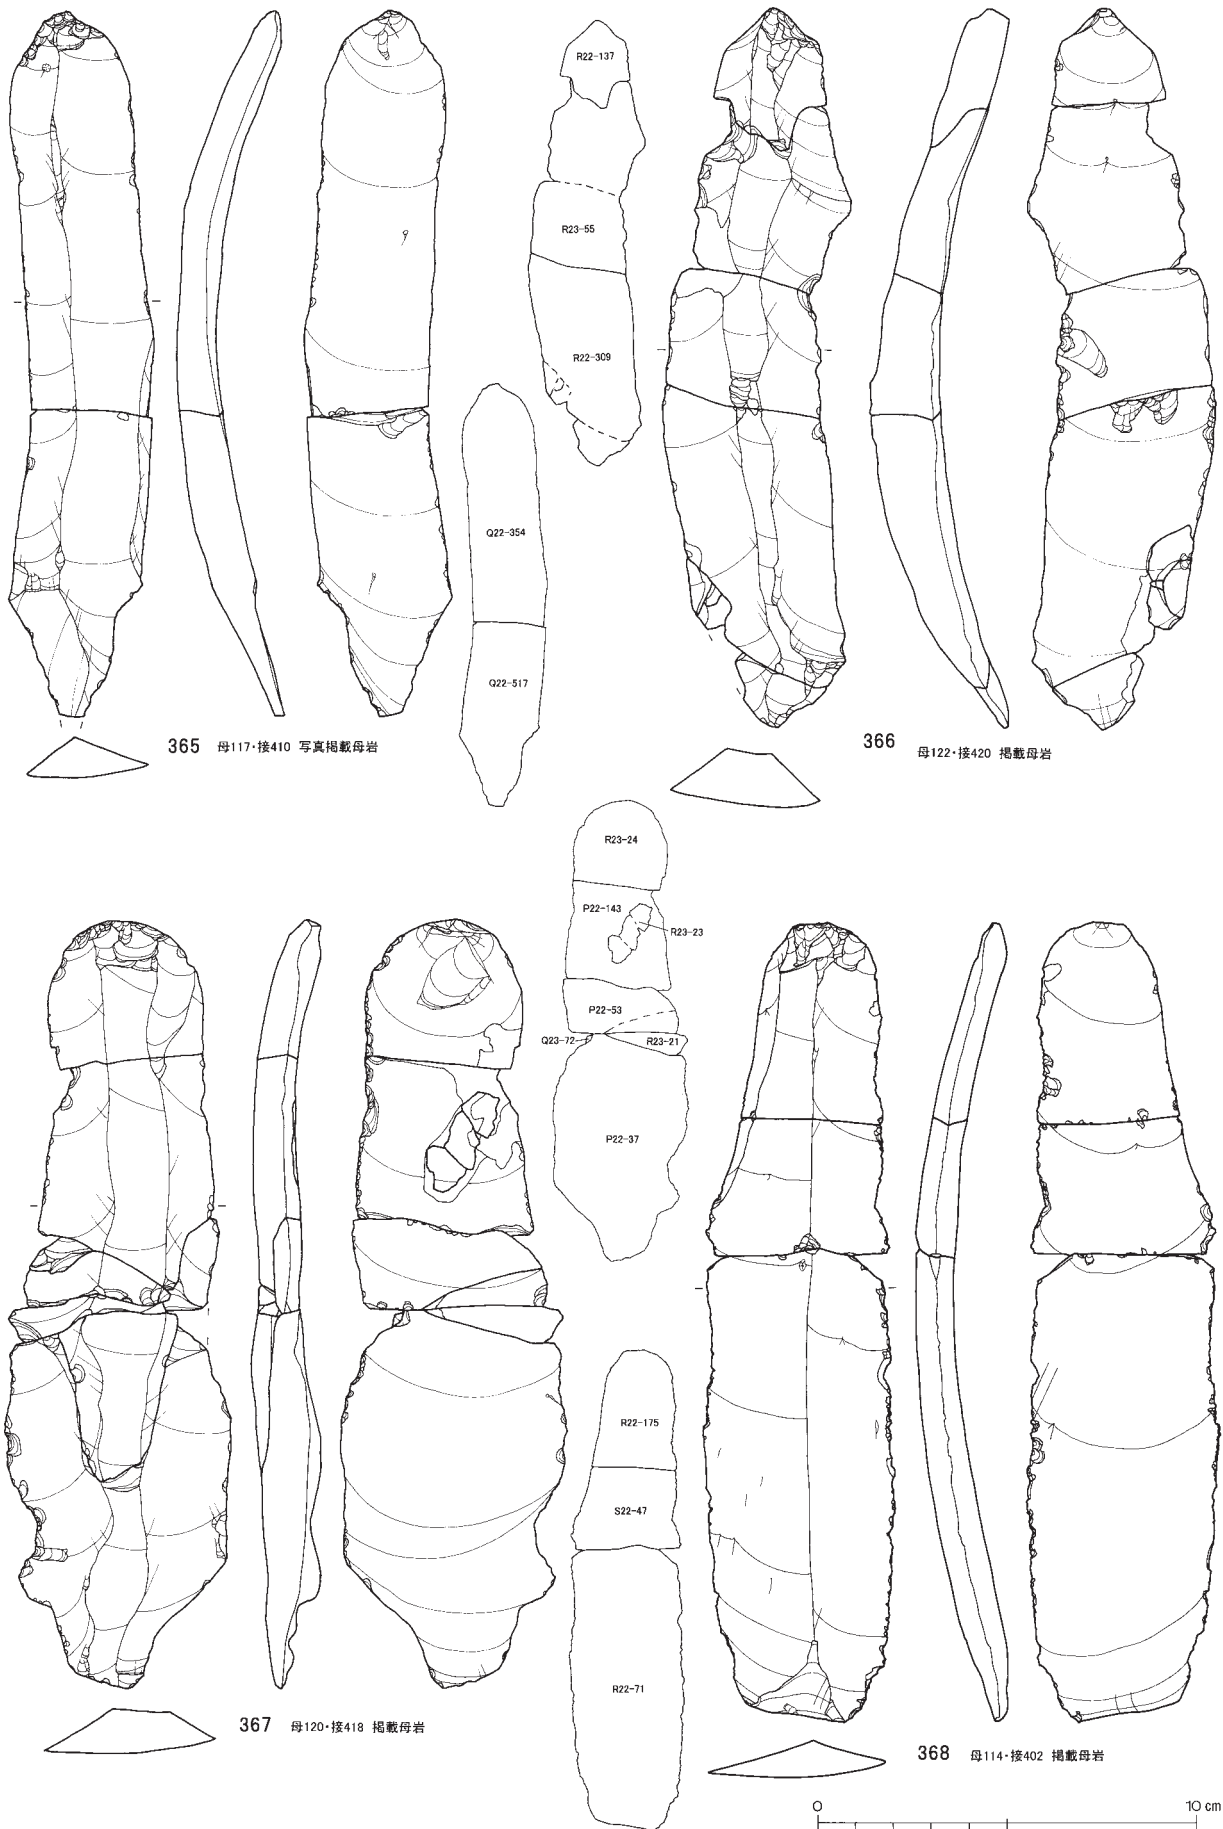 R22-137
R23-55
R22-309
Q22-354
Q22-517
365 母117・接410 写真掲載母岩
366 母122・接420 掲載母岩
R23-24
P22-143
R23-23
P22-53
Q23-72
R23-21
P22-37
R22-175
S22-47
R22-71
367 母120・接418 掲載母岩
368 母114・接402 掲載母岩
0 10 cm